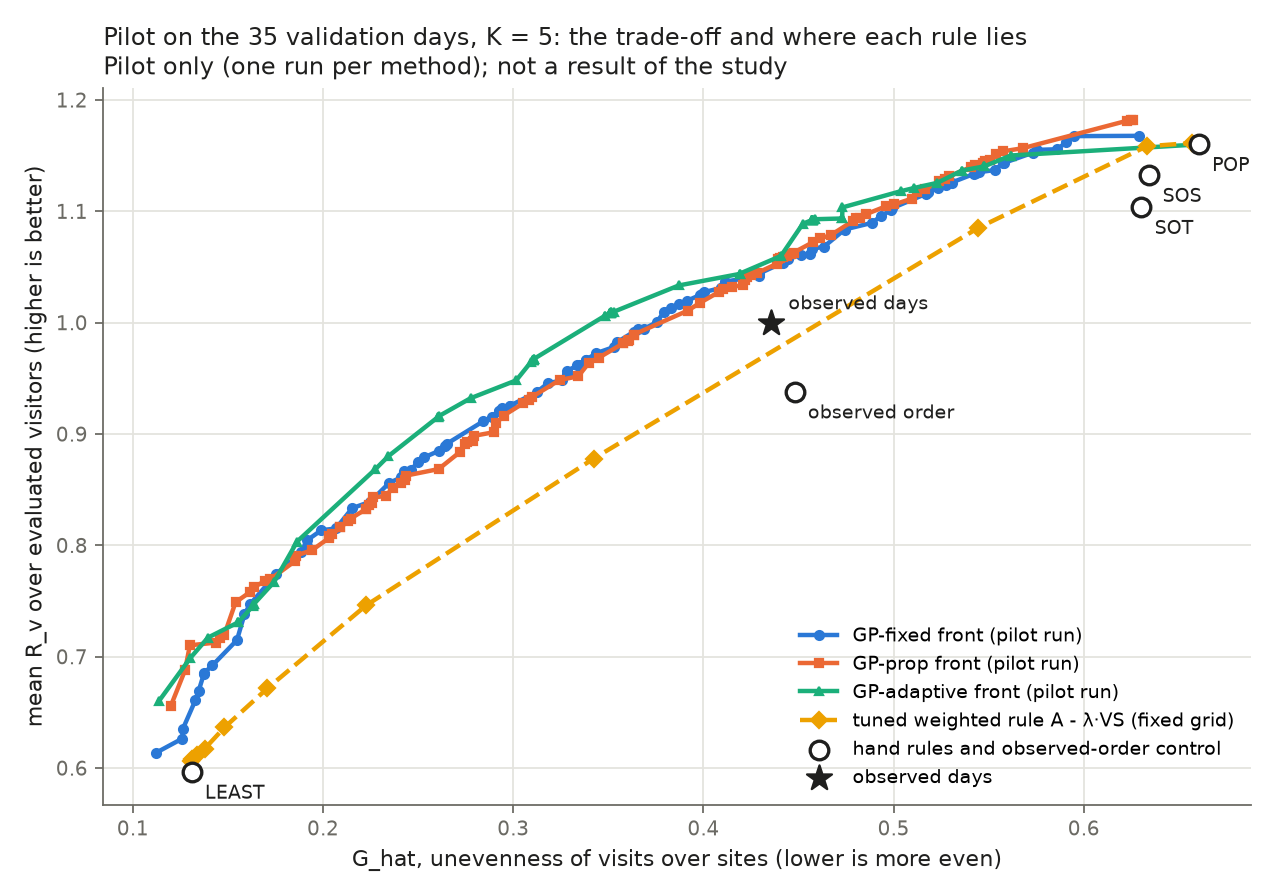 Pilot on the 35 validation days, K = 5: the trade-off and where each rule lies
Pilot only (one run per method); not a result of the study
1.2
1.1
1.0
0.9
0.8
0.7
0.6
mean R_v over evaluated visitors (higher is better)
POP
SOS
SOT
observed days
observed order
LEAST
GP-fixed front (pilot run)
GP-prop front (pilot run)
GP-adaptive front (pilot run)
tuned weighted rule A - λ·VS (fixed grid)
hand rules and observed-order control
observed days
0.1 0.2 0.3 0.4 0.5 0.6
G_hat, unevenness of visits over sites (lower is more even)